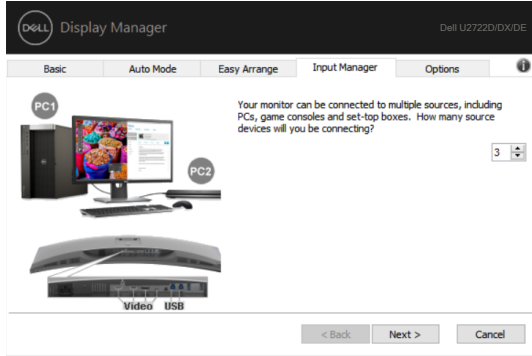 DELL Display Manager
Dell U2722D/DX/DE
Basic
Auto Mode
Easy Arrange
Input Manager
Options
PC1
PC2
Video USB
Your monitor can be connected to multiple sources, including
PCs, game consoles and set-top boxes. How many source
devices will you be connecting?
3
< Back
Next >
Cancel